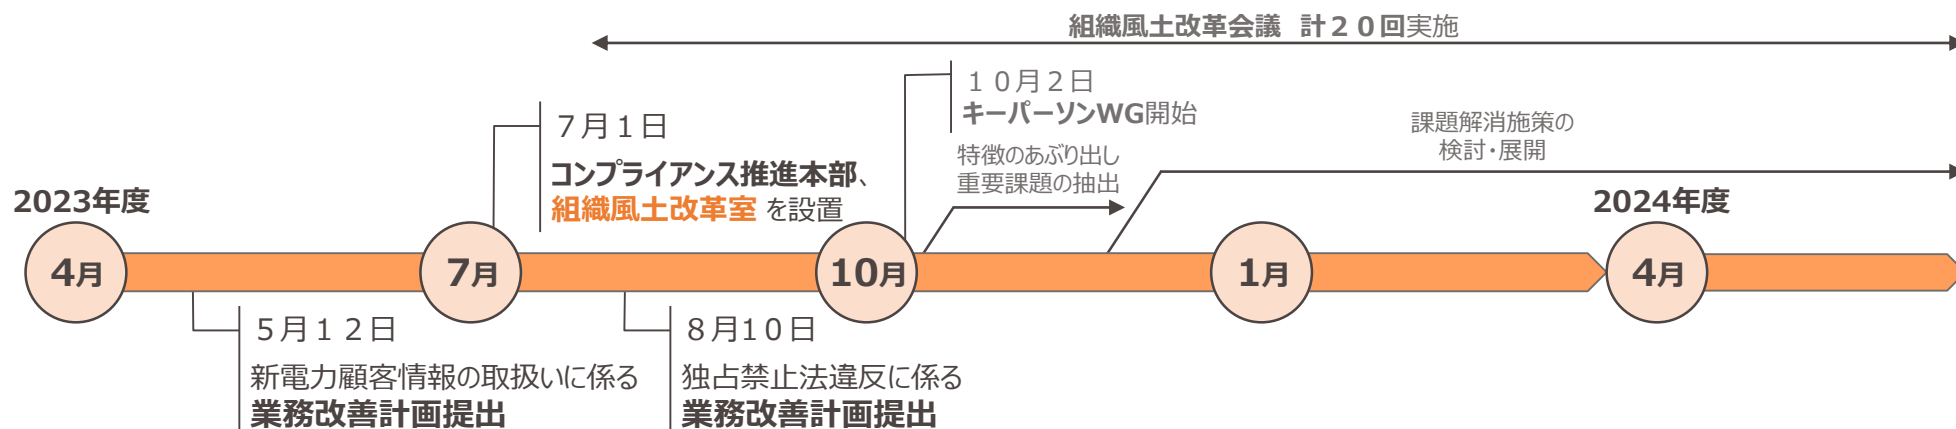 組織風土改革会議 計２０回実施
１０月２日
キーパーソンWG開始
７月１日
コンプライアンス推進本部、
組織風土改革室 を設置
特徴のあぶり出し
重要課題の抽出
課題解消施策の
検討・展開
2023年度
2024年度
4月
7月
10月
1月
4月
５月１２日
新電力顧客情報の取扱いに係る
業務改善計画提出
８月10日
独占禁止法違反に係る
業務改善計画提出